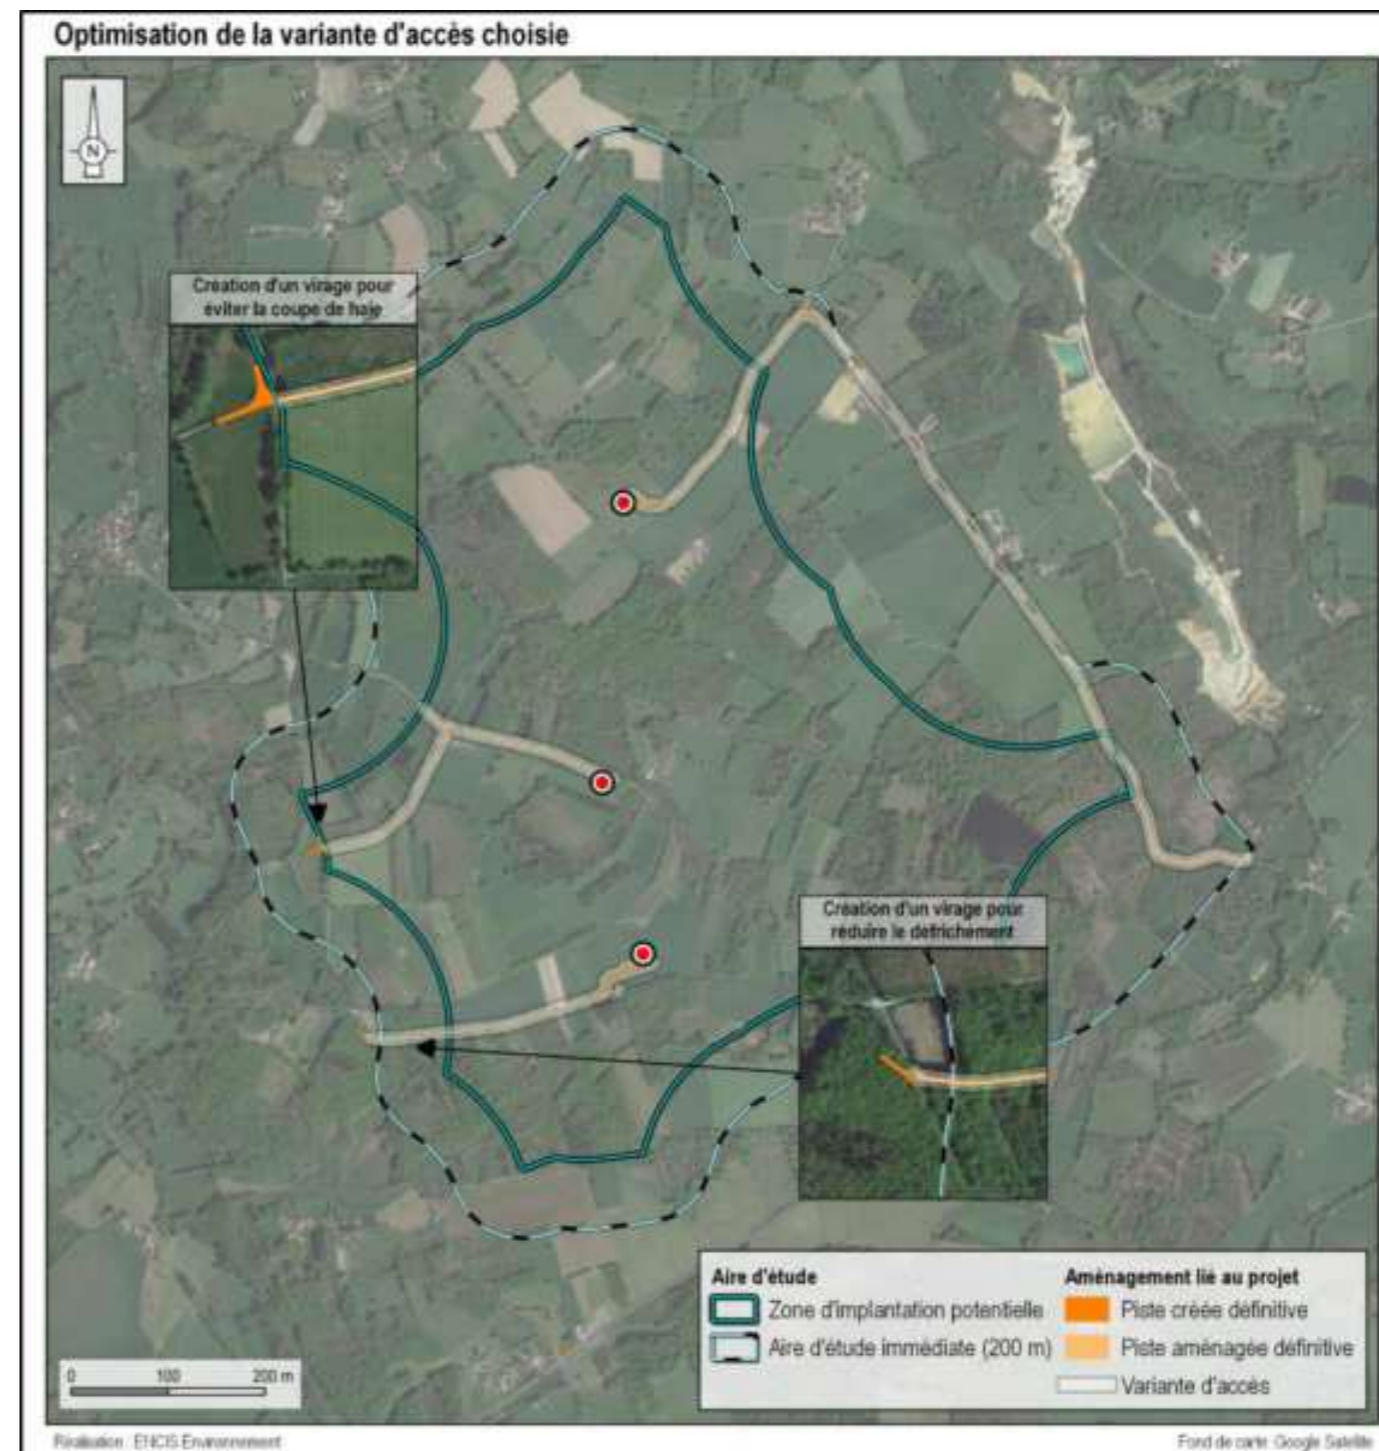 Optimisation de la variante d'accès choisie
N
Création d'un virage pour
éviter la coupe de haie
Création d'un virage pour
réduire le défrichement
Aire d'étude
Zone d'implantation potentielle
Aire d'étude immédiate (200 m)
Aménagement lié au projet
Piste créée définitive
Piste aménagée définitive
Variante d'accès
0 100 200 m
Réalisation : ENCIS Environnement
Fond de carte: Google Satellite